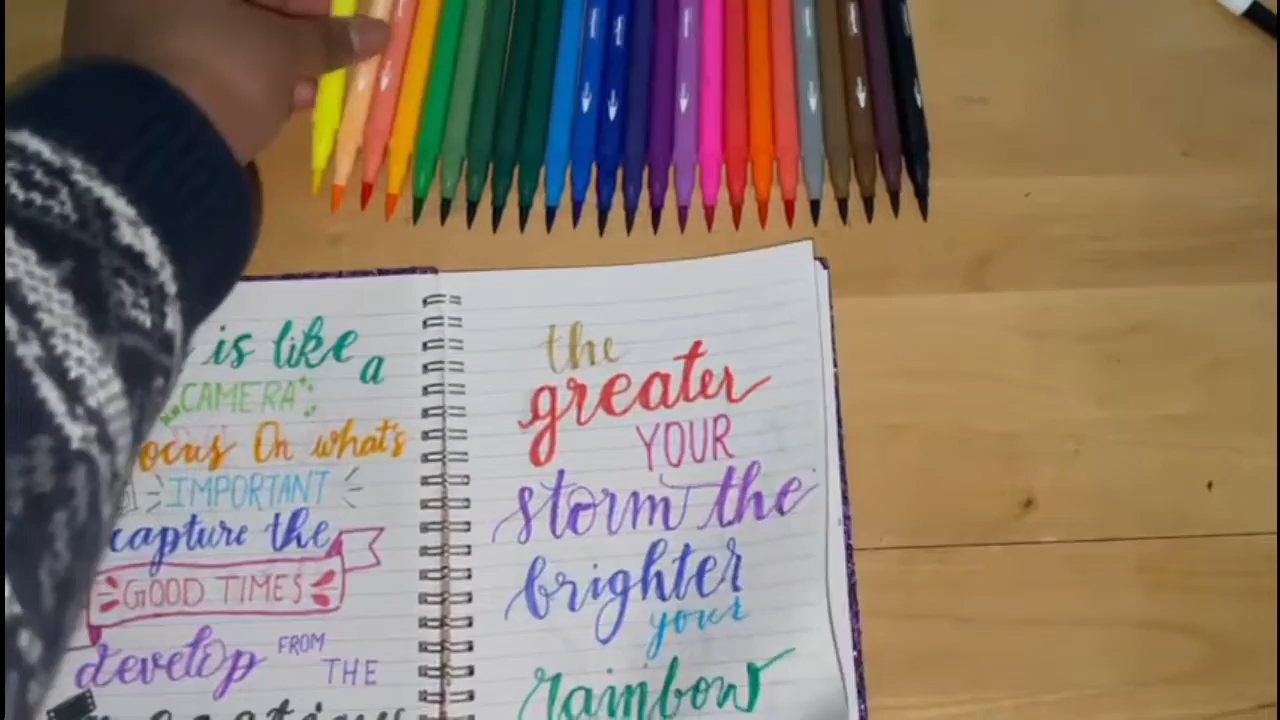 is like
a
CAMERA
ocus On what's
IMPORTANT
capture the
GOOD TIMES
develop FROM
THE
the
greater
YOUR
storm the
brighter
your
rainbow